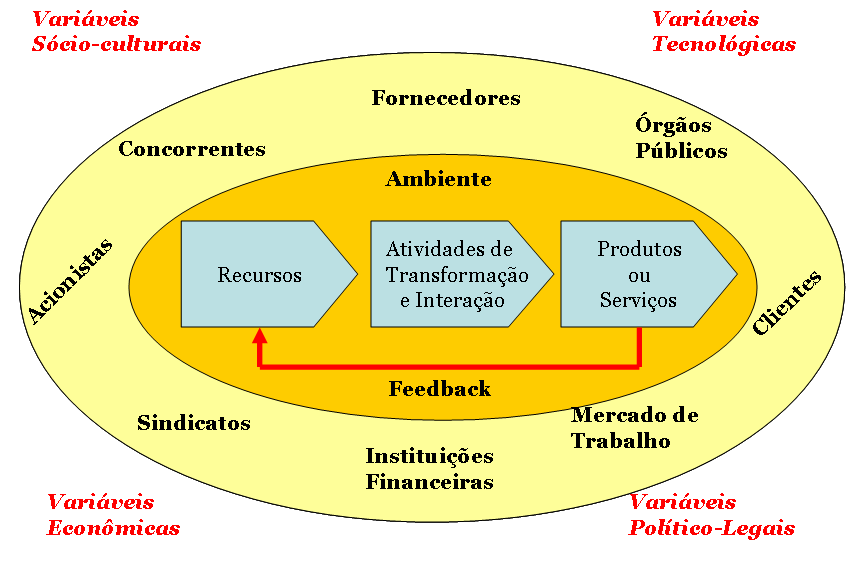 Variáveis
Sócio-culturais
Variáveis
Tecnológicas
Fornecedores
Órgãos
Públicos
Concorrentes
Ambiente
Acionistas
Recursos
Atividades de
Transformação
e Interação
Produtos
ou
Serviços
Clientes
Feedback
Sindicatos
Mercado de
Trabalho
Instituições
Financeiras
Variáveis
Econômicas
Variáveis
Político-Legais